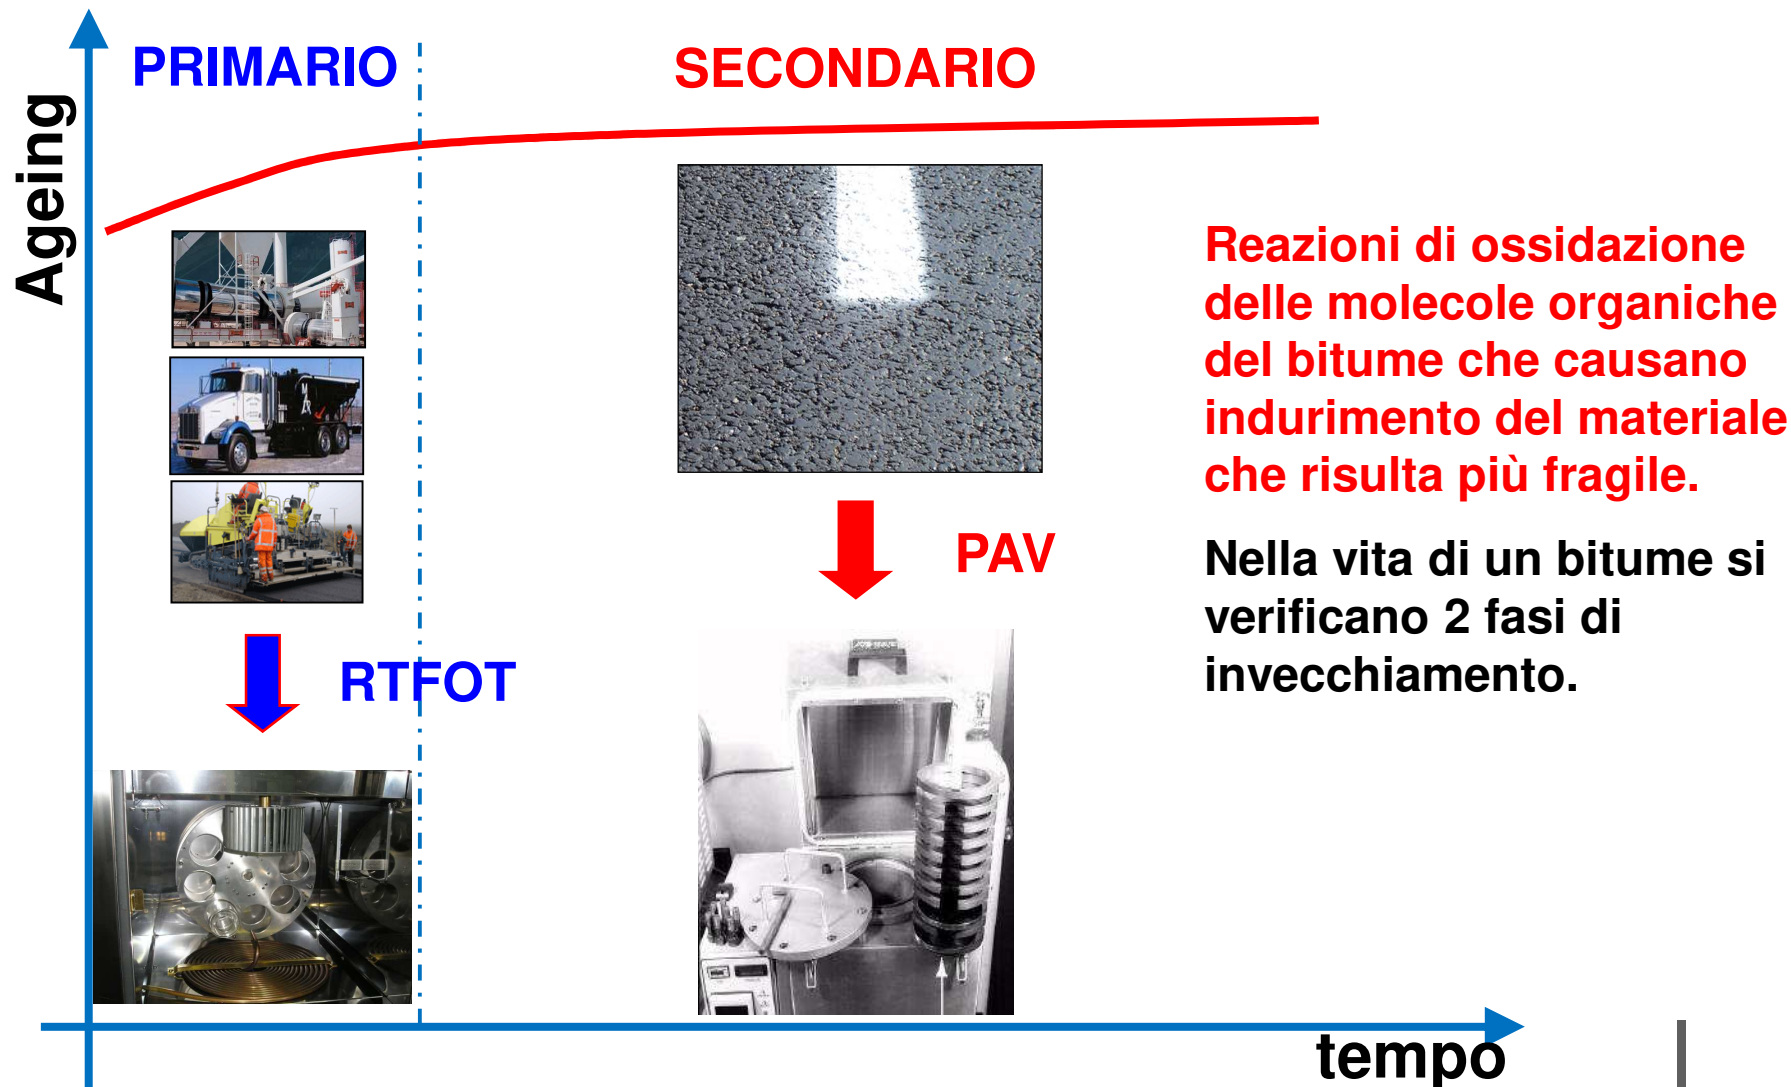 PRIMARIO
SECONDARIO
Ageing
Reazioni di ossidazione
delle molecole organiche
del bitume che causano
indurimento del materiale
che risulta più fragile.
PAV
Nella vita di un bitume si
verificano 2 fasi di
invecchiamento.
RTFOT
tempo